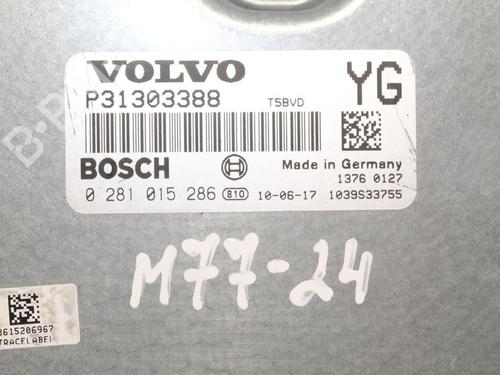 VOLVO
YG
P31303388
T5BVD
BOSCH
Made in Germany
1376 0127
0 281 015 286 810 10-06-17 1039S33755
M77-24
3615206967
TRACELABEL
B-P